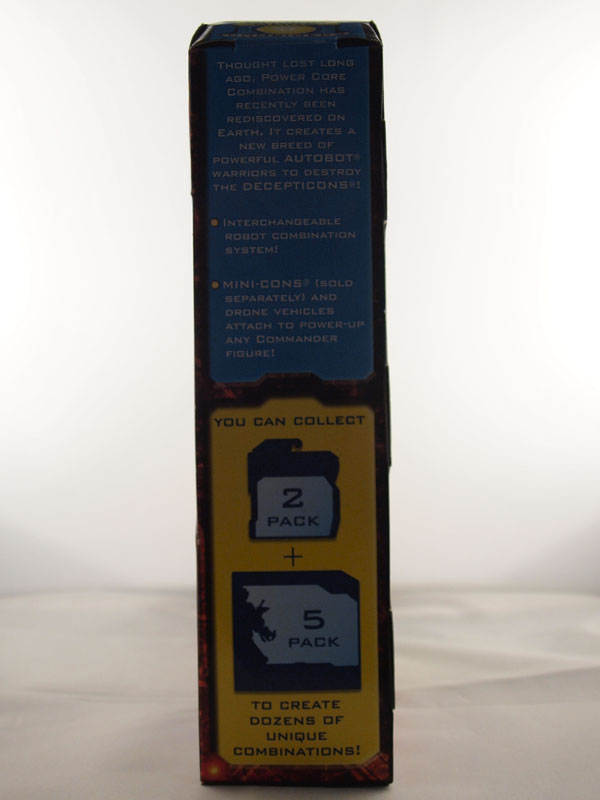 THOUGHT LOST LONG
AGO, POWER CORE
COMBINATION HAS
RECENTLY BEEN
REDISCOVERED ON
EARTH. IT CREATES A
NEW BREED OF
POWERFUL AUTOBOT®
WARRIORS TO DESTROY
THE DECEPTICONS®!
• INTERCHANGEABLE
ROBOT COMBINATION
SYSTEM!
• MINI-CONS® (SOLD
SEPARATELY) AND
DRONE VEHICLES
ATTACH TO POWER-UP
ANY COMMANDER
FIGURE!
YOU CAN COLLECT
2
PACK
+
5
PACK
TO CREATE
DOZENS OF
UNIQUE
COMBINATIONS!